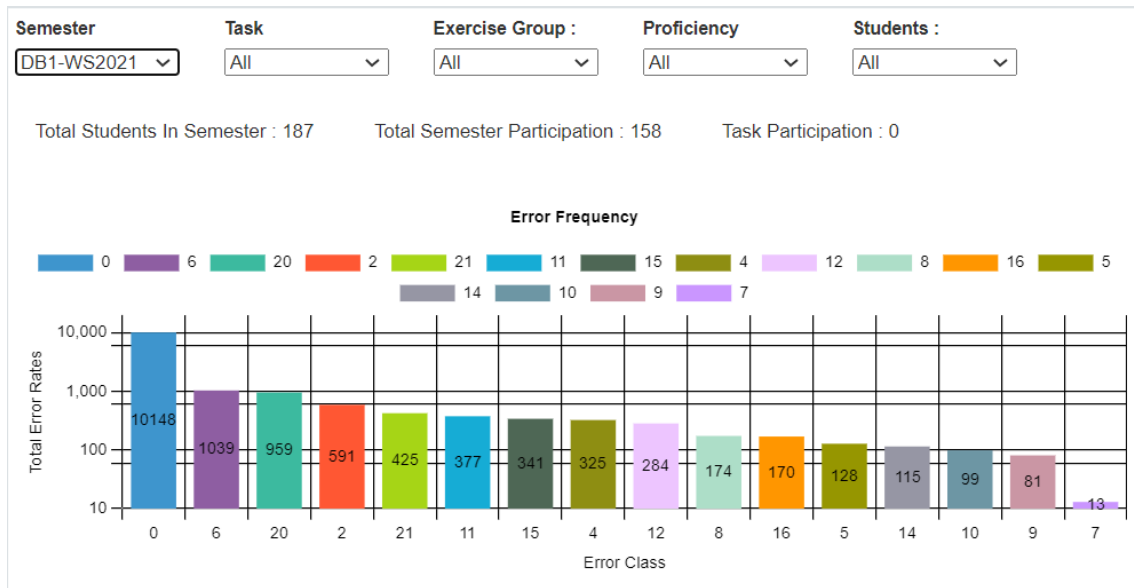 Semester Task Exercise Group : Proficiency Students :
DB1-WS2021 All All All All
Total Students In Semester : 187 Total Semester Participation : 158 Task Participation : 0
Error Frequency
0 6 20 2 21 11 15 4 12 8 16 5
14 10 9 7
10,000
1,000
100
10
Total Error Rates
10148 1039 959 591 425 377 341 325 284 174 170 128 115 99 81 13
0 6 20 2 21 11 15 4 12 8 16 5 14 10 9 7
Error Class